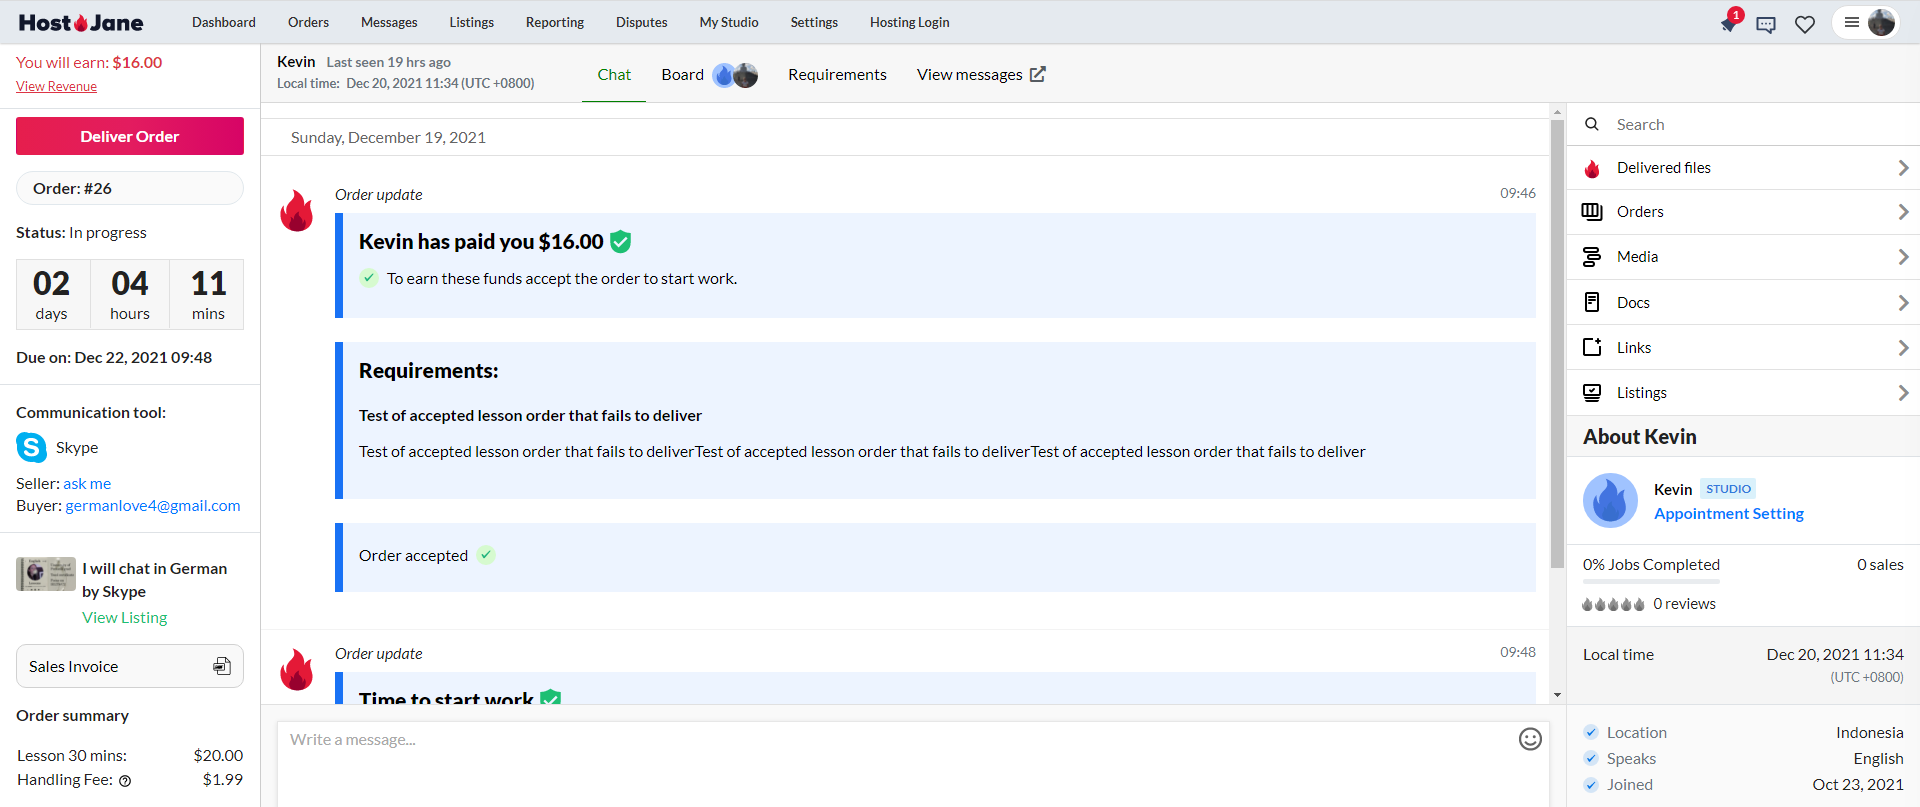 Host Jane
Dashboard
Orders
Messages
Listings
Reporting
Disputes
My Studio
Settings
Hosting Login
1
You will earn: $16.00
View Revenue
Deliver Order
Order: #26
Status: In progress
02 04 11
days hours mins
Due on: Dec 22, 2021 09:48
Communication tool:
S
Skype
Seller: ask me
Buyer: germanlove4@gmail.com
I will chat in German
by Skype
View Listing
Sales Invoice
Order summary
Lesson 30 mins: $20.00
Handling Fee: $1.99
Kevin Last seen 19 hrs ago
Local time: Dec 20, 2021 11:34 (UTC +0800)
Chat
Board
Requirements
View messages
Sunday, December 19, 2021
Order update 09:46
Kevin has paid you $16.00
To earn these funds accept the order to start work.
Requirements:
Test of accepted lesson order that fails to deliver
Test of accepted lesson order that fails to deliverTest of accepted lesson order that fails to deliverTest of accepted lesson order that fails to deliver
Order accepted
Order update 09:48
Time to start work
Write a message...
Search
Delivered files
Orders
Media
Docs
Links
Listings
About Kevin
Kevin STUDIO
Appointment Setting
0% Jobs Completed 0 sales
0 reviews
Local time Dec 20, 2021 11:34
(UTC +0800)
Location Indonesia
Speaks English
Joined Oct 23, 2021